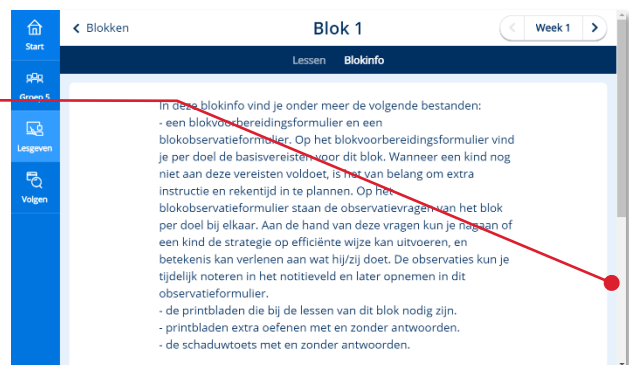 Start
Groep 5
Lesgeven
Volgen
Blokken
Blok 1
Week 1
Lessen Blokinfo
In deze blokinfo vind je onder meer de volgende bestanden:
- een blokvoorbereidingsformulier en een
blokobservatieformulier. Op het blokvoorbereidingsformulier vind
je per doel de basisvereisten voor dit blok. Wanneer een kind nog
niet aan deze vereisten voldoet, is het van belang om extra
instructie en rekentijd in te plannen. Op het
blokobservatieformulier staan de observatievragen van het blok
per doel bij elkaar. Aan de hand van deze vragen kun je nagaan of
een kind de strategie op efficiënte wijze kan uitvoeren, en
betekenis kan verlenen aan wat hij/zij doet. De observaties kun je
tijdelijk noteren in het notitieveld en later opnemen in dit
observatieformulier.
- de printbladen die bij de lessen van dit blok nodig zijn.
- printbladen extra oefenen met en zonder antwoorden.
- de schaduwtoets met en zonder antwoorden.